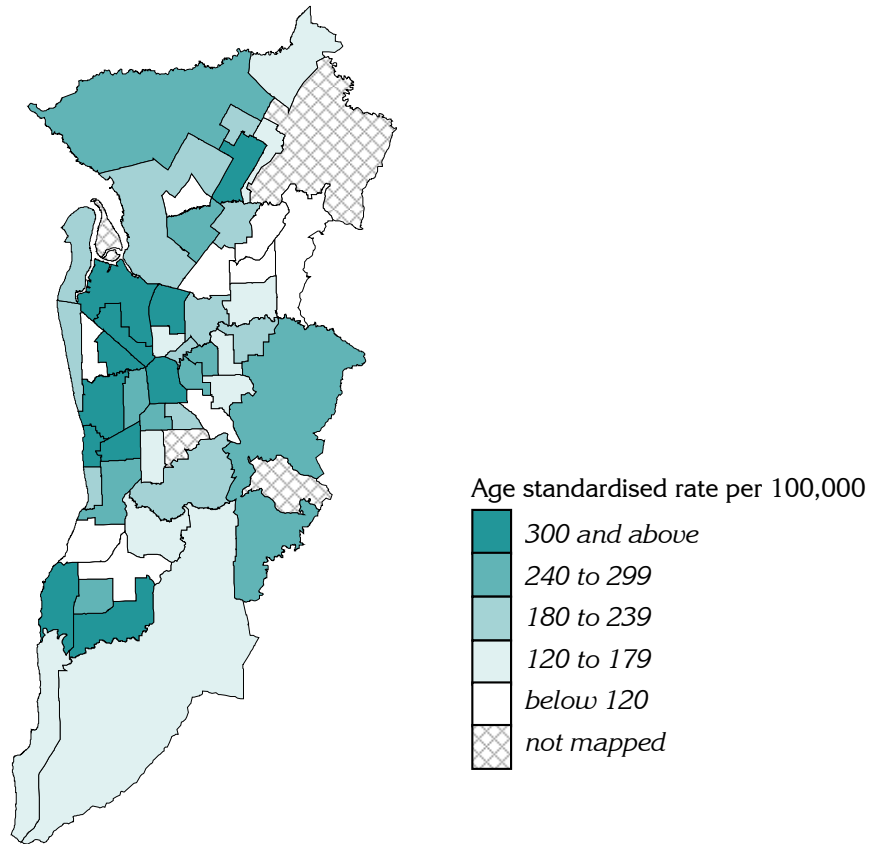 Age standardised rate per 100,000
300 and above
240 to 299
180 to 239
120 to 179
below 120
not mapped